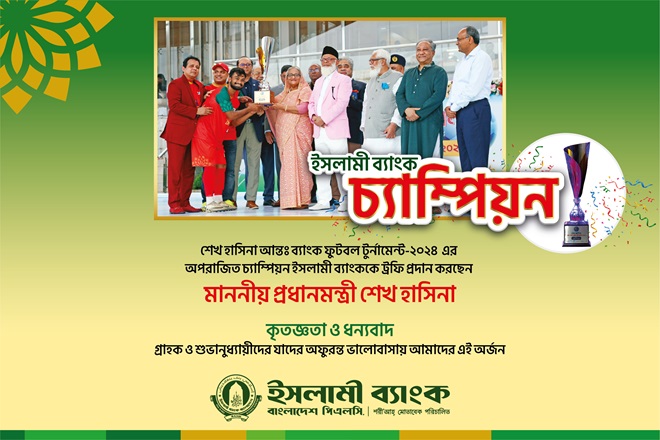 ইসলামী ব্যাংক
চ্যাম্পিয়ন
শেখ হাসিনা আন্তঃ ব্যাংক ফুটবল টুর্নামেন্ট-২০২৪ এর
অপরাজিত চ্যাম্পিয়ন ইসলামী ব্যাংককে ট্রফি প্রদান করছেন
মাননীয় প্রধানমন্ত্রী শেখ হাসিনা
কৃতজ্ঞতা ও ধন্যবাদ
গ্রাহক ও শুভানুধ্যায়ীদের যাদের অফুরন্ত ভালোবাসায় আমাদের এই অর্জন
ইসলামী ব্যাংক
বাংলাদেশ পিএলসি. | শরী'আহ্ মোতাবেক পরিচালিত